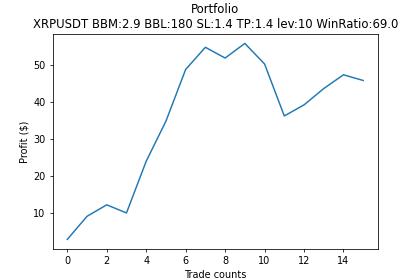 Portfolio
XRPUSDT BBM:2.9 BBL:180 SL:1.4 TP:1.4 lev:10 WinRatio:69.0
Profit ($)
50
40
30
20
10
0 2 4 6 8 10 12 14
Trade counts